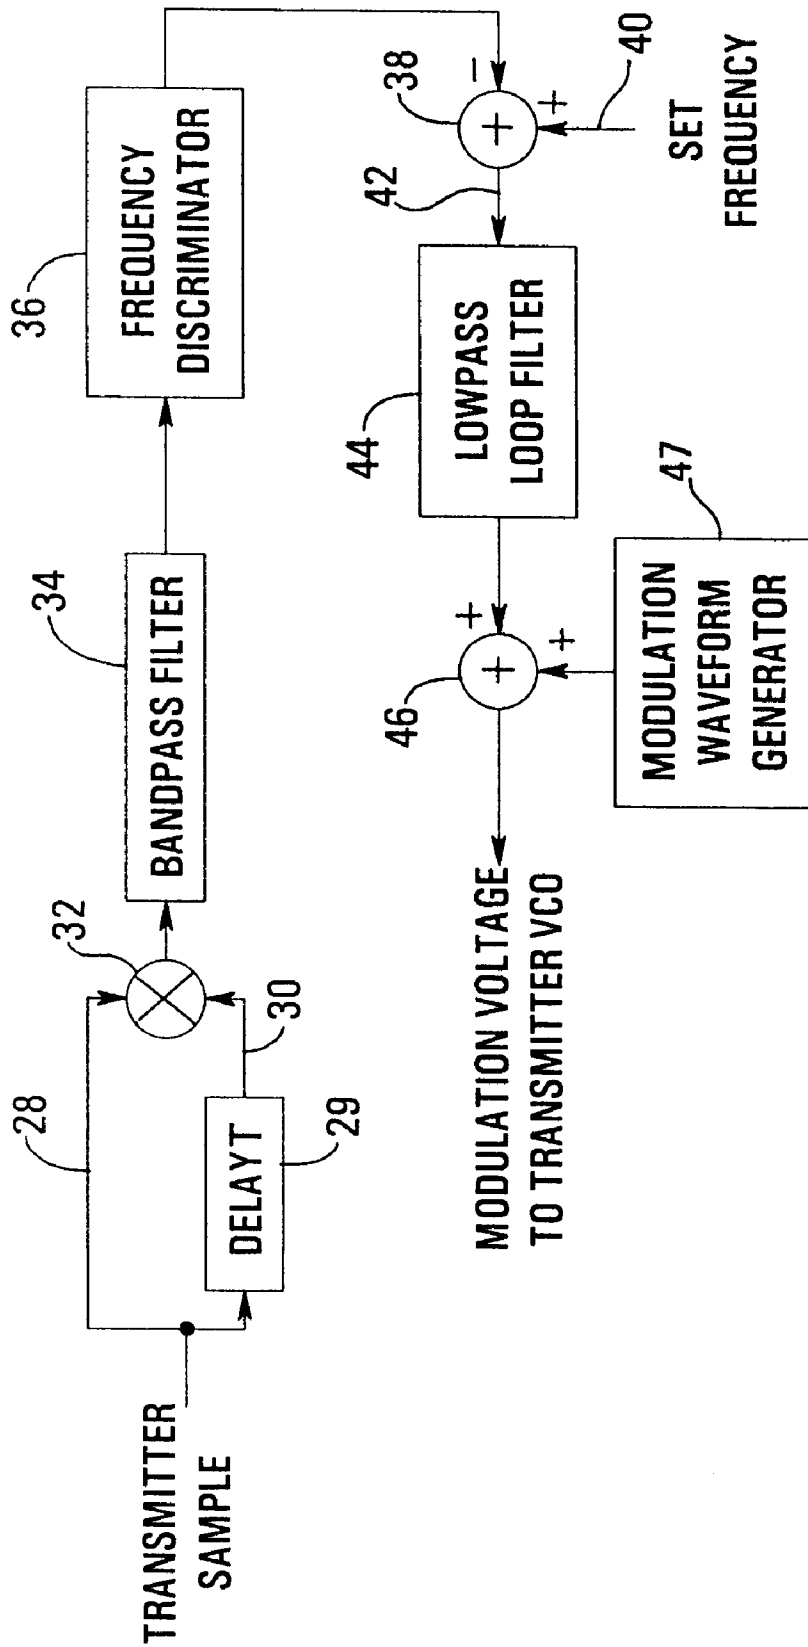 TRANSMITTER
SAMPLE
28
DELAYT
29
30
32
BANDPASS FILTER
34
FREQUENCY
DISCRIMINATOR
36
−
38
+
+
40
SET
FREQUENCY
42
LOWPASS
LOOP FILTER
44
+
+
+
46
MODULATION
WAVEFORM
GENERATOR
47
MODULATION VOLTAGE
TO TRANSMITTER VCO